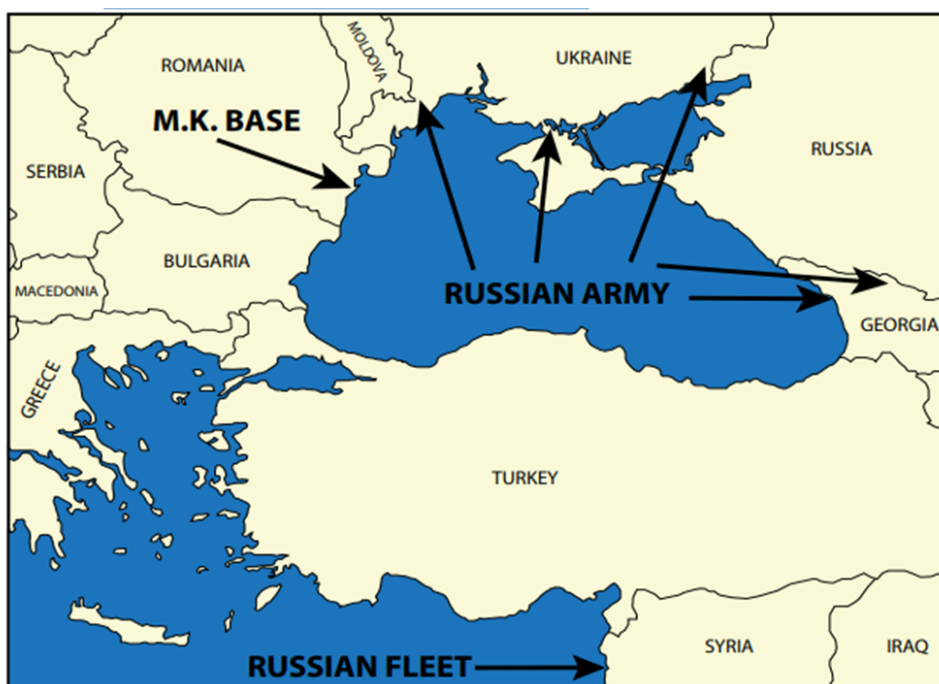 ROMANIA
MOLDOVA
UKRAINE
M.K. BASE
RUSSIA
SERBIA
BULGARIA
MACEDONIA
RUSSIAN ARMY
GEORGIA
GREECE
TURKEY
SYRIA
IRAQ
RUSSIAN FLEET